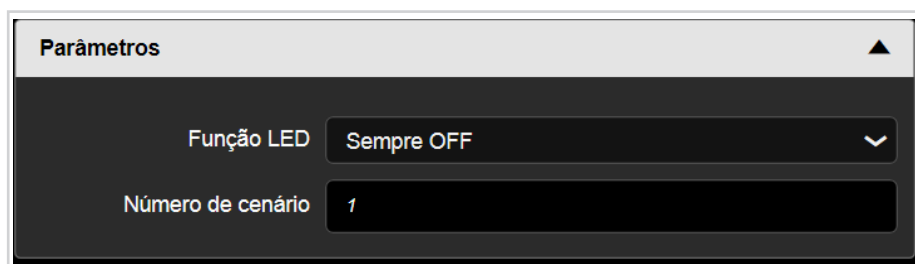 Parâmetros
Função LED Sempre OFF
Número de cenário 1